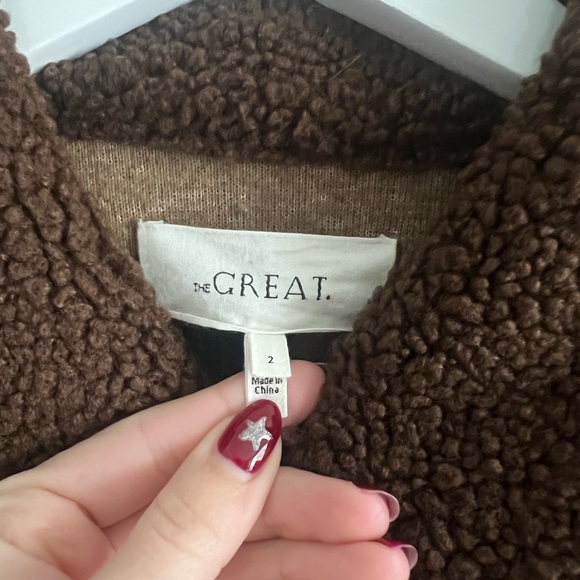 THE GREAT.
2
Made in
China